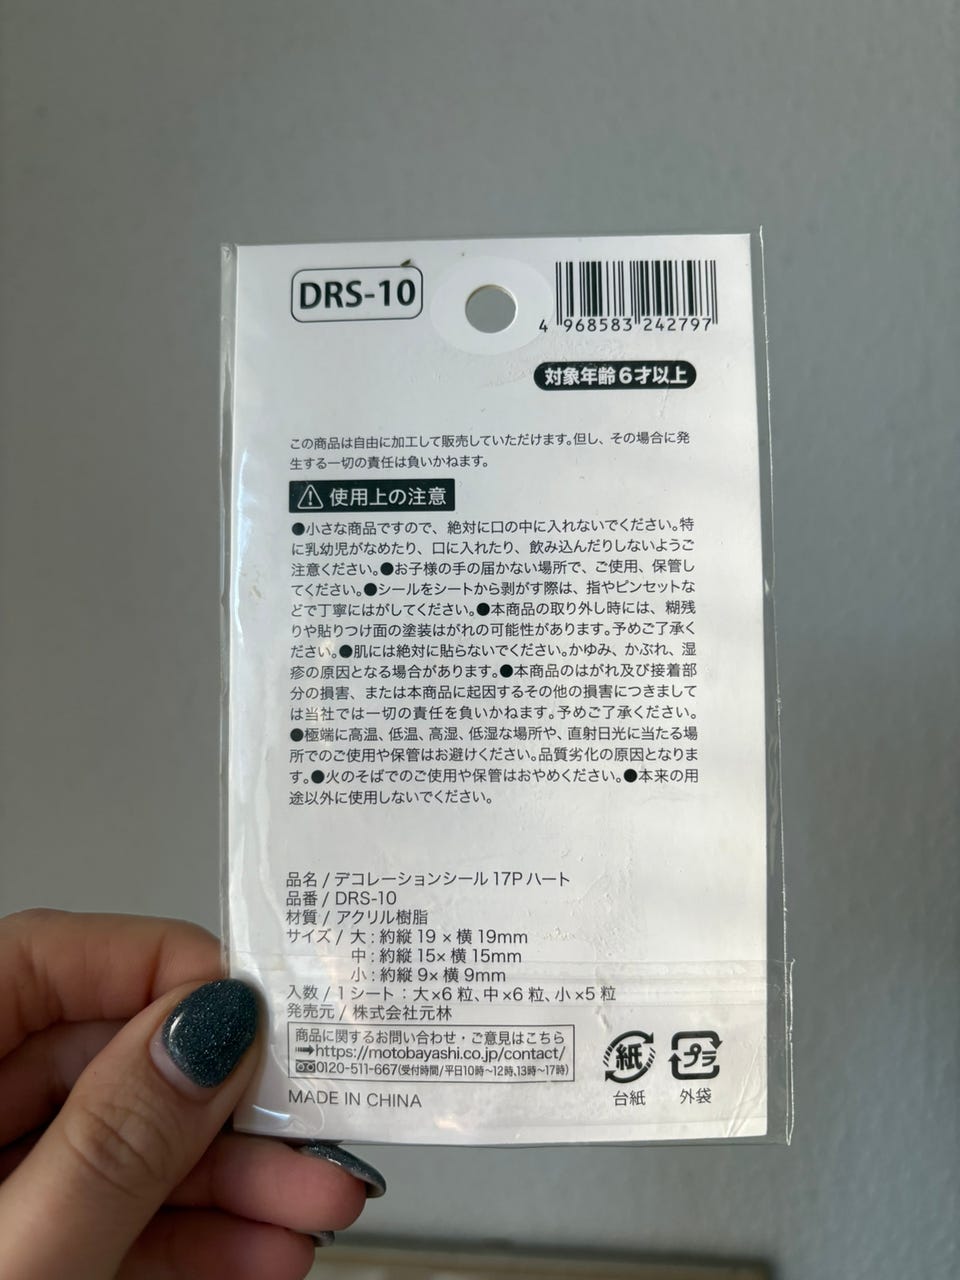 DRS-10
4 968583 242797
対象年齢6才以上
この商品は自由に加工して販売していただけます。但し、その場合に発
生する一切の責任は負いかねます。
使用上の注意
●小さな商品ですので、絶対に口の中に入れないでください。特
に乳幼児がなめたり、口に入れたり、飲み込んだりしないようご
注意ください。●お子様の手の届かない場所で、ご使用、保管し
てください。●シールをシートから剥がす際は、指やピンセットな
どで丁寧にはがしてください。●本商品の取り外し時には、糊残
りや貼りつけ面の塗装はがれの可能性があります。予めご了承く
ださい。●肌には絶対に貼らないでください。かゆみ、かぶれ、湿
疹の原因となる場合があります。●本商品のはがれ及び接着部
分の損害、または本商品に起因するその他の損害につきまして
は当社では一切の責任を負いかねます。予めご了承ください。
●極端に高温、低温、高湿、低湿な場所や、直射日光に当たる場
所でのご使用や保管はお避けください。品質劣化の原因となりま
す。●火のそばでのご使用や保管はおやめください。●本来の用
途以外に使用しないでください。
品名 / デコレーションシール 17P ハート
品番 / DRS-10
材質 / アクリル樹脂
サイズ / 大 : 約縦 19 × 横 19mm
中 : 約縦 15× 横 15mm
小 : 約縦 9× 横 9mm
入数 / 1 シート : 大×6 粒、中×6 粒、小×5 粒
発売元 / 株式会社元林
商品に関するお問い合わせ・ご意見はこちら
https://motobayashi.co.jp/contact/
0120-511-667(受付時間/平日10時〜12時、13時〜17時)
MADE IN CHINA
紙
台紙
プラ
外袋